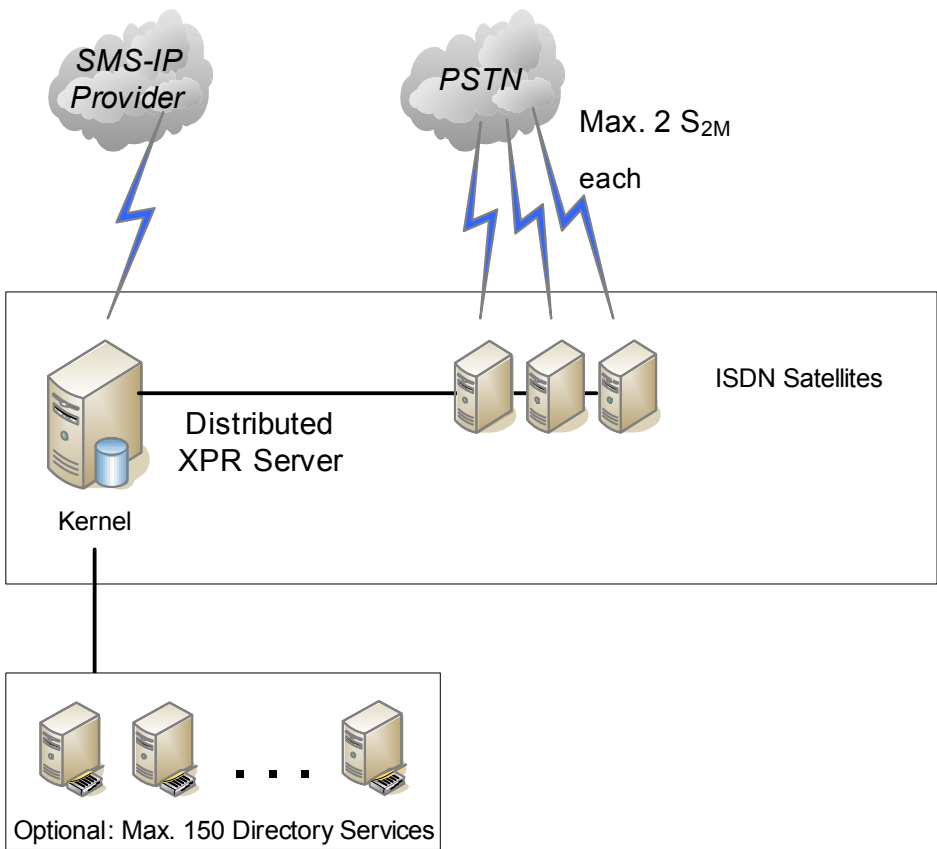 SMS-IP
Provider
PSTN
Max. 2 S2M
each
ISDN Satellites
Distributed
XPR Server
Kernel
. . .
Optional: Max. 150 Directory Services